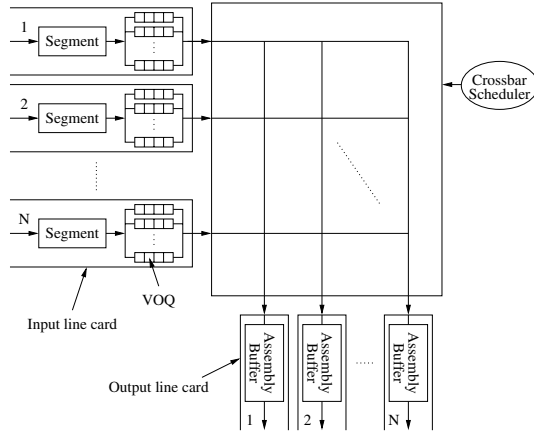 1
Segment
Crossbar
Scheduler
2
Segment
N
Segment
VOQ
Input line card
Assembly
Buffer
Assembly
Buffer
Assembly
Buffer
Output line card
1
2
N